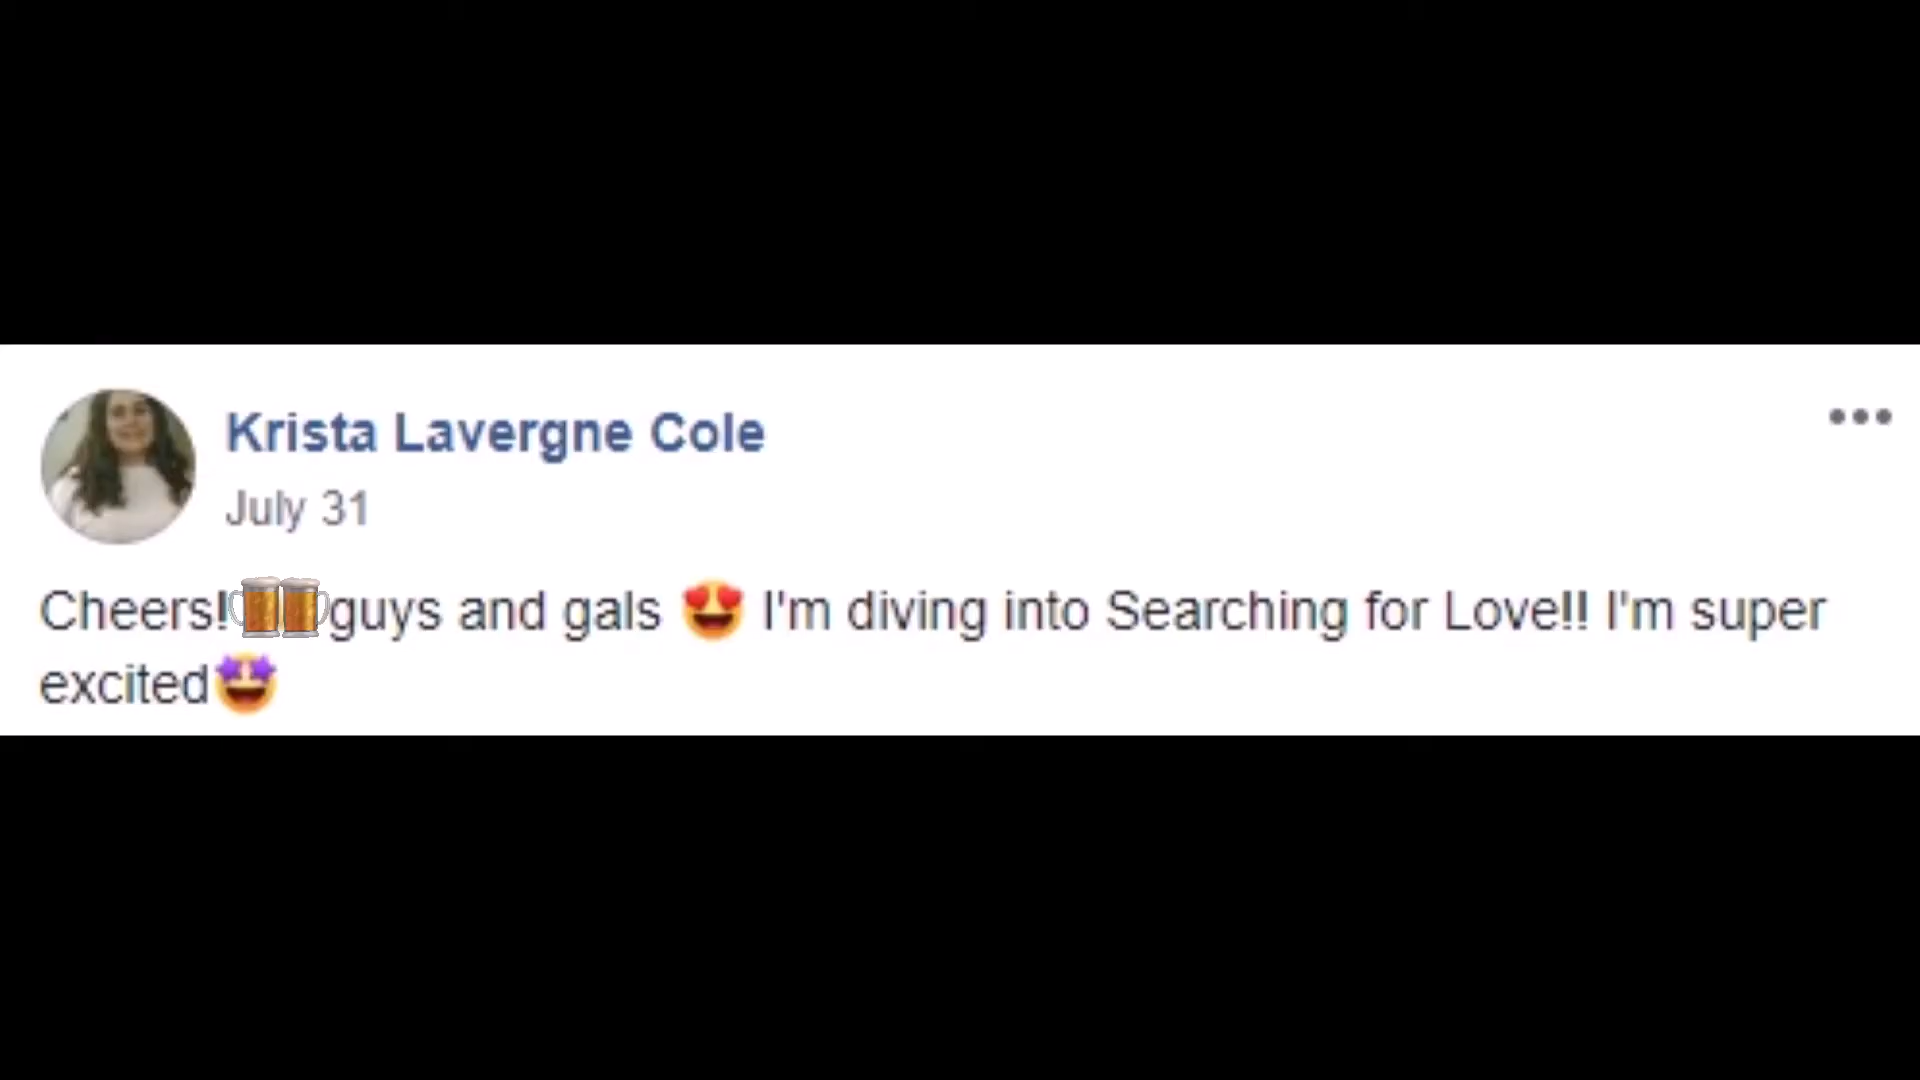 Krista Lavergne Cole
July 31
Cheers!🍺🍺guys and gals 😍 I'm diving into Searching for Love!! I'm super
excited🤩